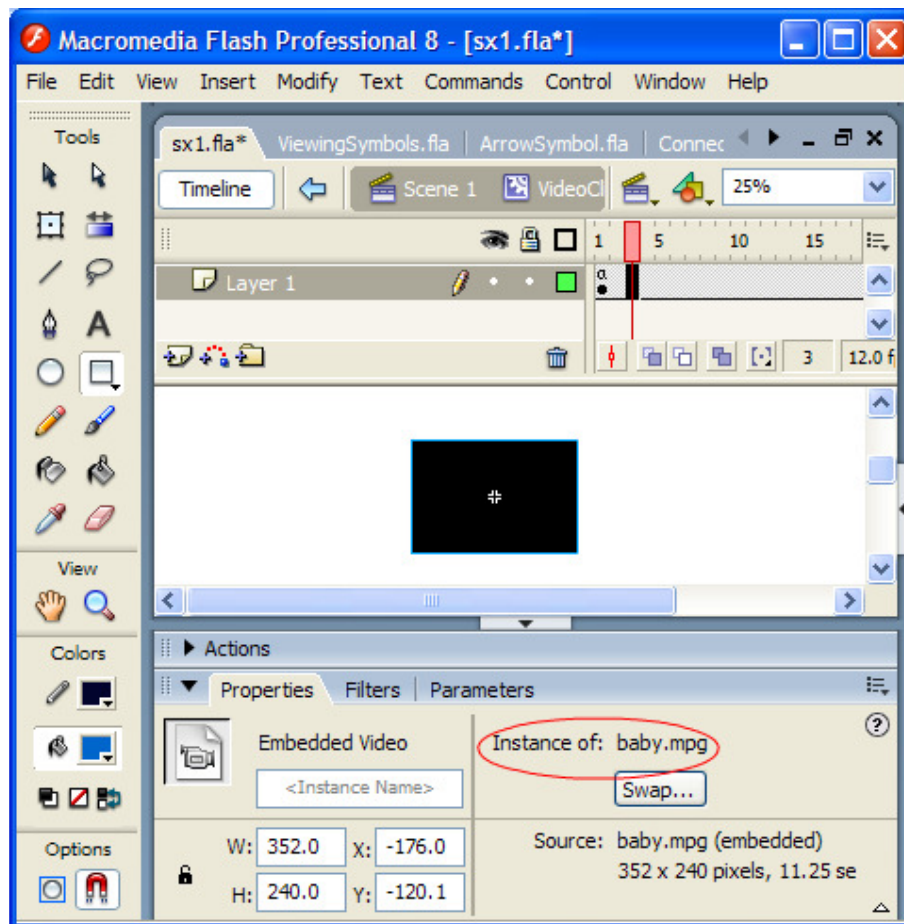 Macromedia Flash Professional 8 - [sx1.fla*]
File Edit View Insert Modify Text Commands Control Window Help
Tools
sx1.fla* ViewingSymbols.fla ArrowSymbol.fla Connec
Timeline Scene 1 VideoCl 25%
1 5 10 15
Layer 1
a
3 12.0 f
A
View
Colors
Actions
Properties Filters Parameters
?
Embedded Video Instance of: baby.mpg
<Instance Name> Swap...
Options
W: 352.0 X: -176.0 Source: baby.mpg (embedded)
352 x 240 pixels, 11.25 se
H: 240.0 Y: -120.1